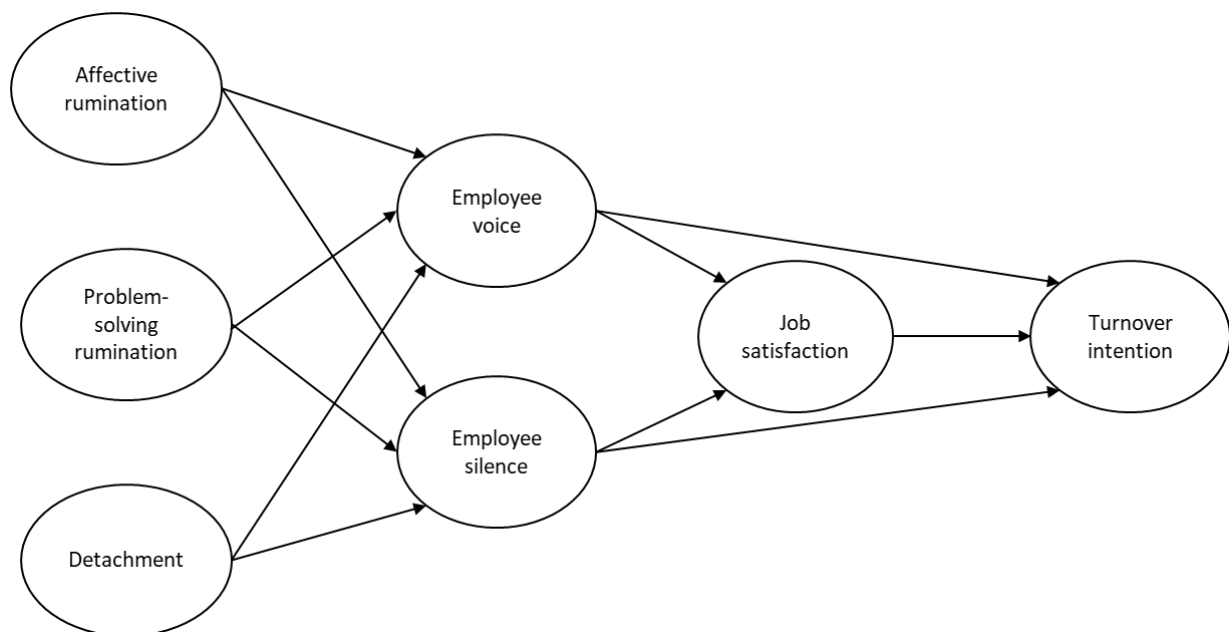 Affective
rumination
Employee
voice
Problem-
solving
rumination
Job
satisfaction
Turnover
intention
Employee
silence
Detachment